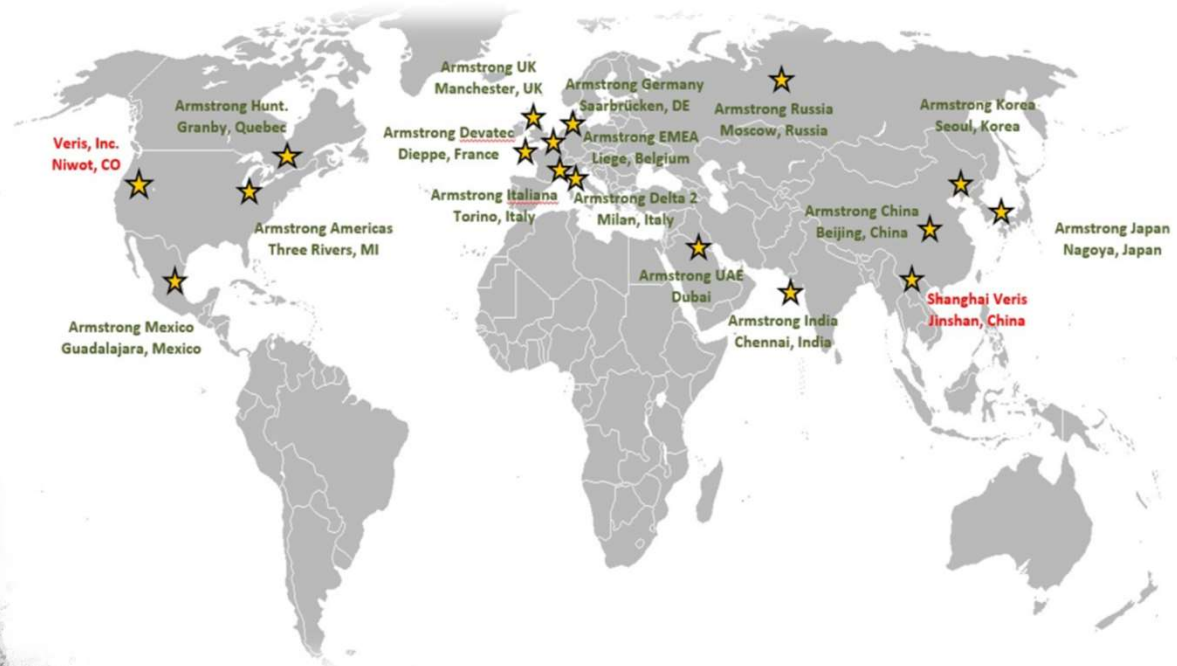 Armstrong UK
Manchester, UK
Armstrong Germany
Saarbrücken, DE
Armstrong Hunt.
Granby, Quebec
Armstrong Russia
Moscow, Russia
Armstrong Korea
Seoul, Korea
Veris, Inc.
Niwot, CO
Armstrong Devatec
Dieppe, France
Armstrong EMEA
Liege, Belgium
Armstrong Italiana
Torino, Italy
Armstrong Delta 2
Milan, Italy
Armstrong China
Beijing, China
Armstrong Americas
Three Rivers, MI
Armstrong Japan
Nagoya, Japan
Armstrong UAE
Dubai
Shanghai Veris
Jinshan, China
Armstrong India
Chennai, India
Armstrong Mexico
Guadalajara, Mexico